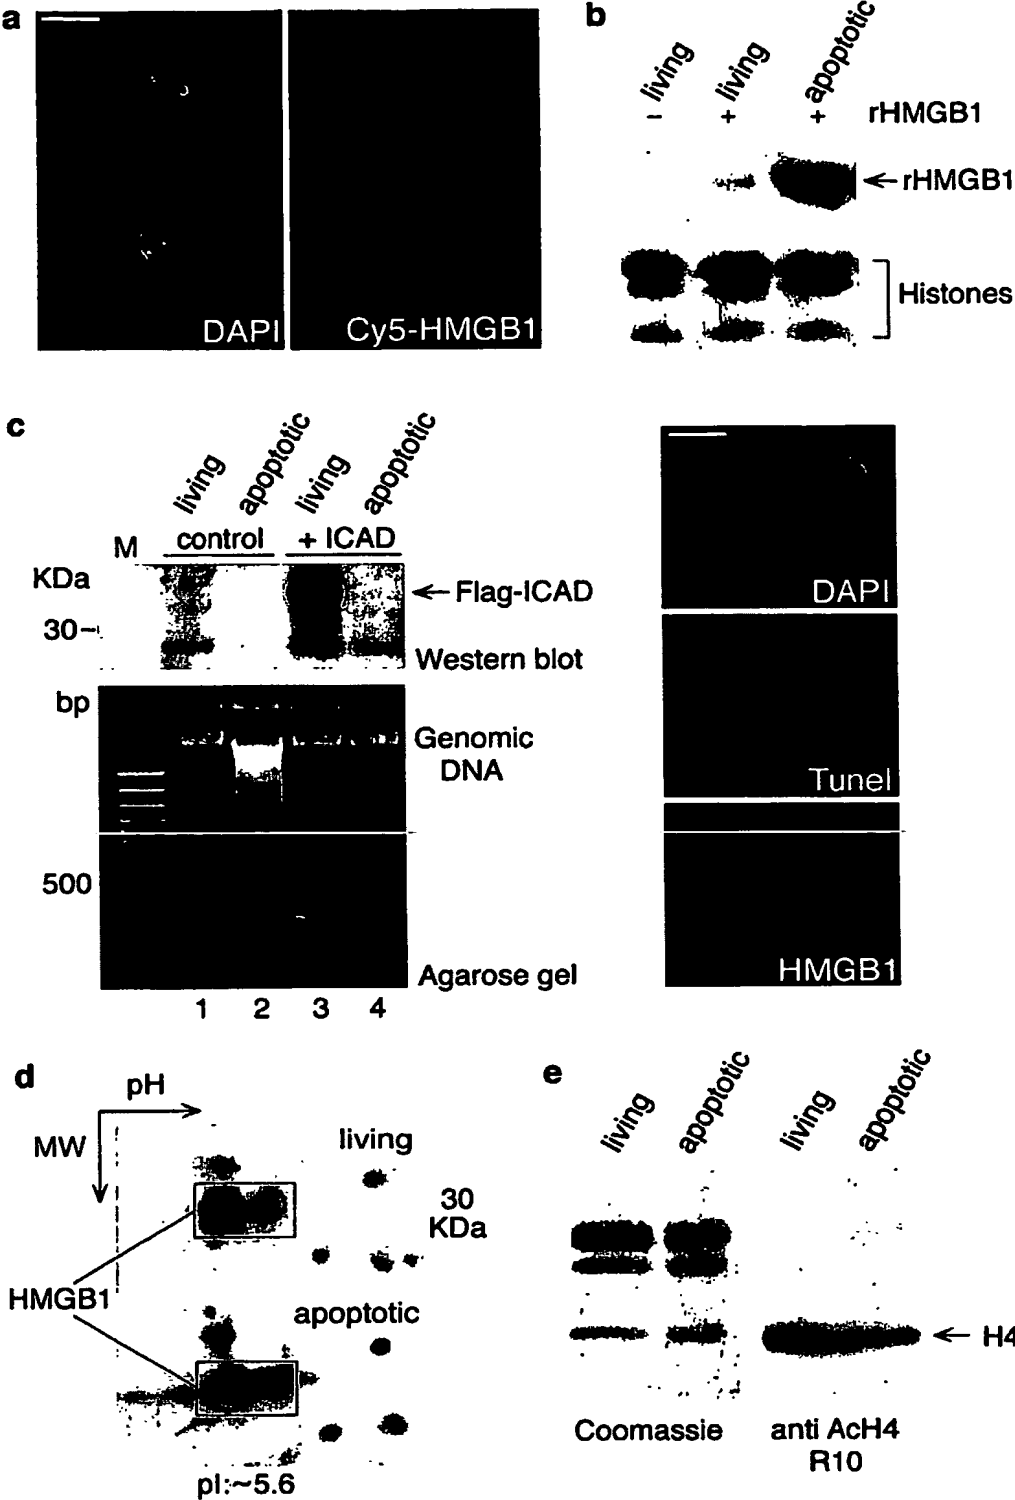 a
DAPI
Cy5-HMGB1
b
living
living
apoptotic
- + + rHMGB1
←rHMGB1
Histones
c
living
apoptotic
living
apoptotic
M control + ICAD
KDa
←Flag-ICAD
30-
Western blot
bp
Genomic
DNA
500
Agarose gel
1 2 3 4
DAPI
Tunel
HMGB1
d
pH
MW
living
30
KDa
HMGB1
apoptotic
pI:~5.6
e
living
apoptotic
living
apoptotic
← H4
Coomassie
anti AcH4
R10